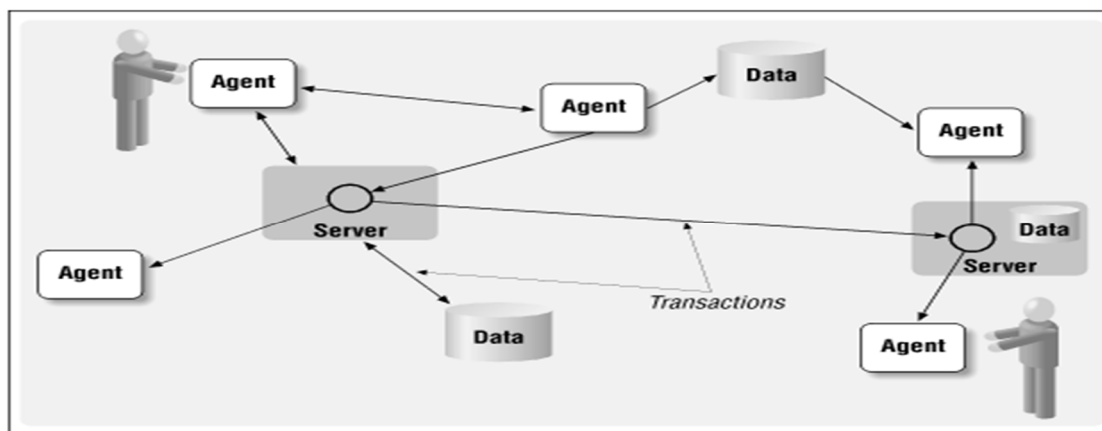 Agent
Agent
Data
Agent
Server
Data
Server
Agent
Transactions
Data
Agent